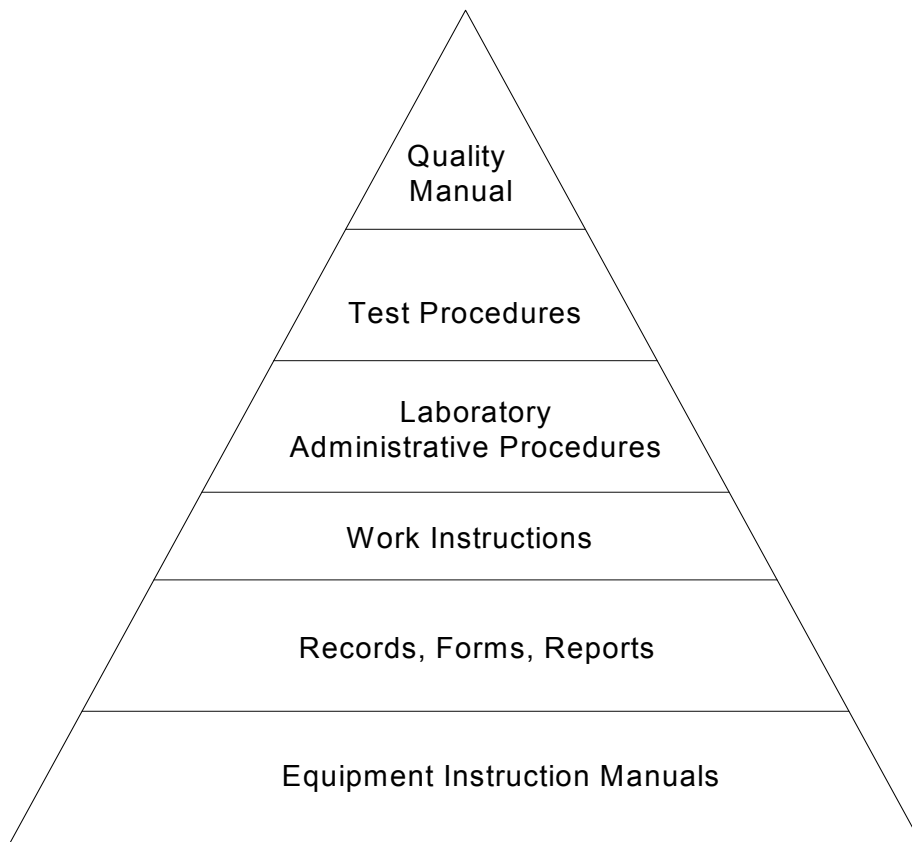 Quality
Manual
Test Procedures
Laboratory
Administrative Procedures
Work Instructions
Records, Forms, Reports
Equipment Instruction Manuals